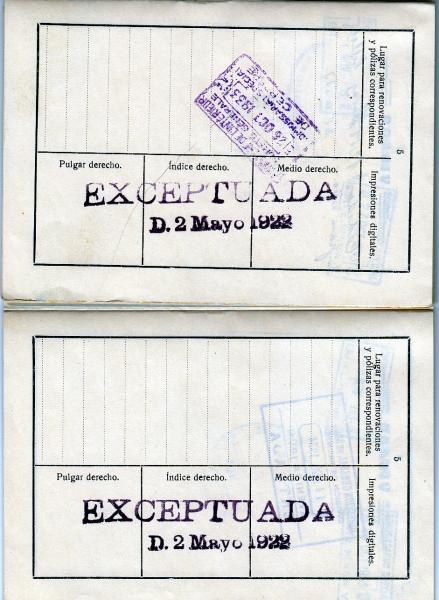 Lugar para renovaciones
y pólizas correspondientes.
5
Impresiones digitales.
Pulgar derecho. Índice derecho. Medio derecho.
EXCEPTUADA
D. 2 Mayo 1922
Lugar para renovaciones
y pólizas correspondientes.
5
Impresiones digitales.
Pulgar derecho. Índice derecho. Medio derecho.
EXCEPTUADA
D. 2 Mayo 1922